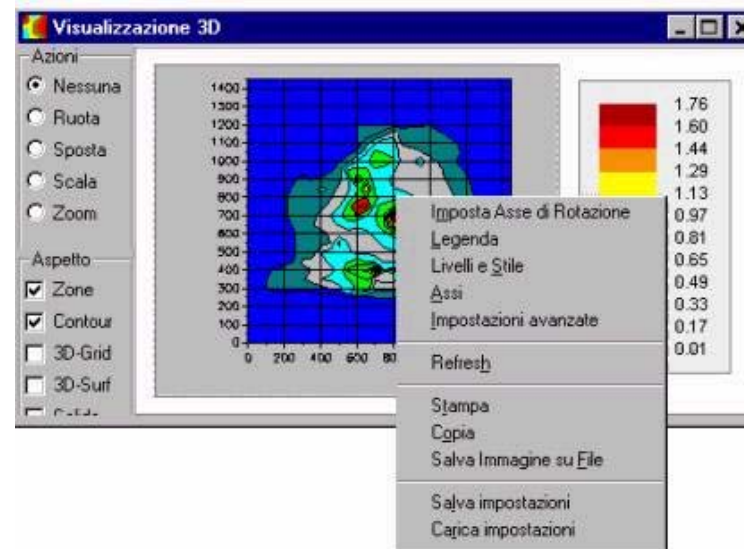 Visualizzazione 3D
Azioni
Nessuna
Ruota
Sposta
Scala
Zoom
Aspetto
Zone
Contour
3D-Grid
3D-Surf
1400
1300
1200
1100
1000
900
800
700
600
500
400
300
200
100
0
0 200 400 600
1.76
1.60
1.44
1.29
1.13
0.97
0.81
0.65
0.49
0.33
0.17
0.01
Imposta Asse di Rotazione
Legenda
Livelli e Stile
Assi
Impostazioni avanzate
Refresh
Stampa
Copia
Salva Immagine su File
Salva impostazioni
Carica impostazioni